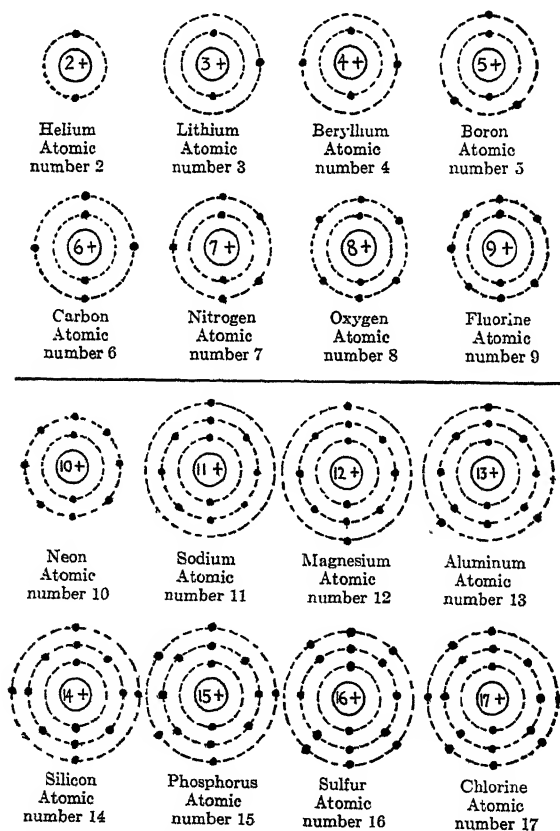 2+ 3+ 4+ 5+
Helium Lithium Beryllium Boron
Atomic Atomic Atomic Atomic
number 2 number 3 number 4 number 5
6+ 7+ 8+ 9+
Carbon Nitrogen Oxygen Fluorine
Atomic Atomic Atomic Atomic
number 6 number 7 number 8 number 9
10+ 11+ 12+ 13+
Neon Sodium Magnesium Aluminum
Atomic Atomic Atomic Atomic
number 10 number 11 number 12 number 13
14+ 15+ 16+ 17+
Silicon Phosphorus Sulfur Chlorine
Atomic Atomic Atomic Atomic
number 14 number 15 number 16 number 17